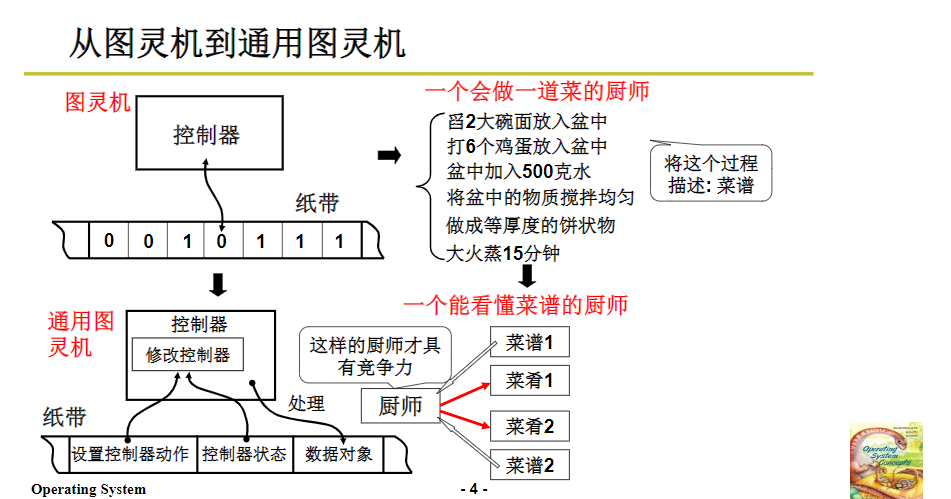 从图灵机到通用图灵机
图灵机
控制器
纸带
0 0 1 0 1 1 1
一个会做一道菜的厨师
舀2大碗面放入盆中
打6个鸡蛋放入盆中
盆中加入500克水
将盆中的物质搅拌均匀
做成等厚度的饼状物
大火蒸15分钟
将这个过程
描述: 菜谱
通用图
灵机
控制器
修改控制器
处理
纸带
设置控制器动作 控制器状态 数据对象
一个能看懂菜谱的厨师
这样的厨师才具
有竞争力
厨师
菜谱1
菜肴1
菜肴2
菜谱2
Operating System
- 4 -
Operating
System
Concepts